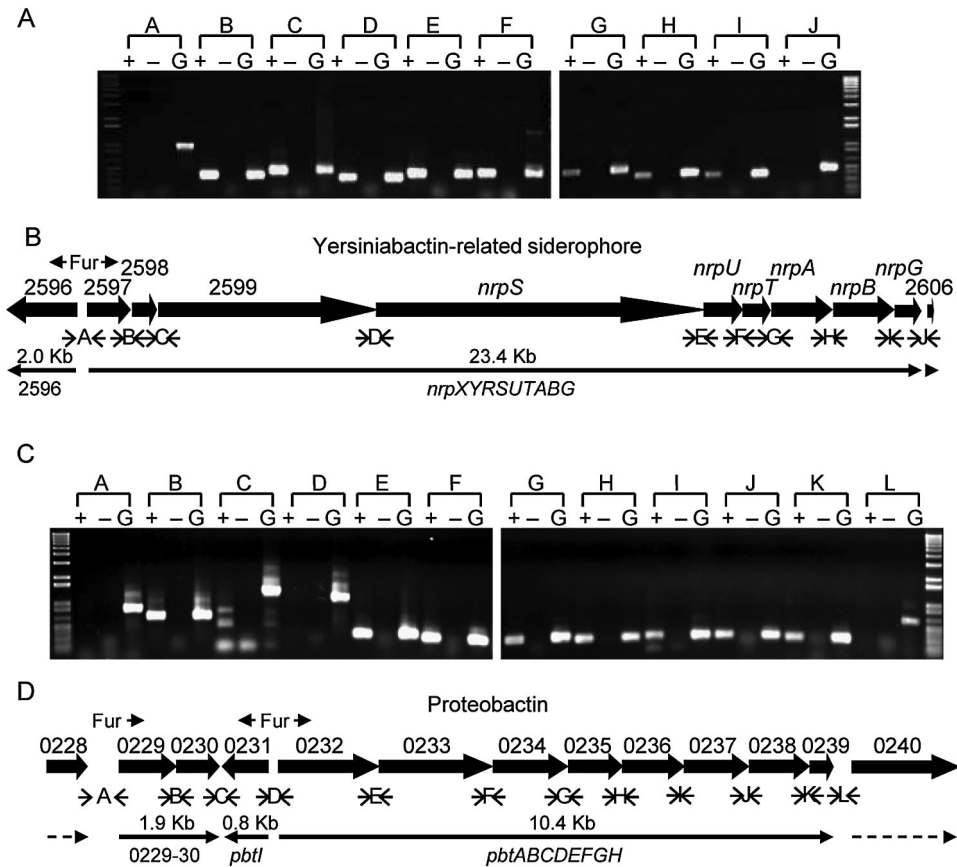 A
A B C D E F G H I J
+ − G + − G + − G + − G + − G + − G + − G + − G + − G + − G
B
Yersiniabactin-related siderophore
Fur
2596 2597 2598 2599 nrpS nrpU nrpT nrpA nrpB nrpG 2606
A B C D E F G H I J
2.0 Kb 23.4 Kb
2596 nrpXYRSUTABG
C
A B C D E F G H I J K L
+ − G + − G + − G + − G + − G + − G + − G + − G + − G + − G + − G + − G
D
Proteobactin
Fur Fur
0228 0229 0230 0231 0232 0233 0234 0235 0236 0237 0238 0239 0240
A B C D E F G H I J K L
1.9 Kb 0.8 Kb 10.4 Kb
0229-30 pbtI pbtABCDEFGH